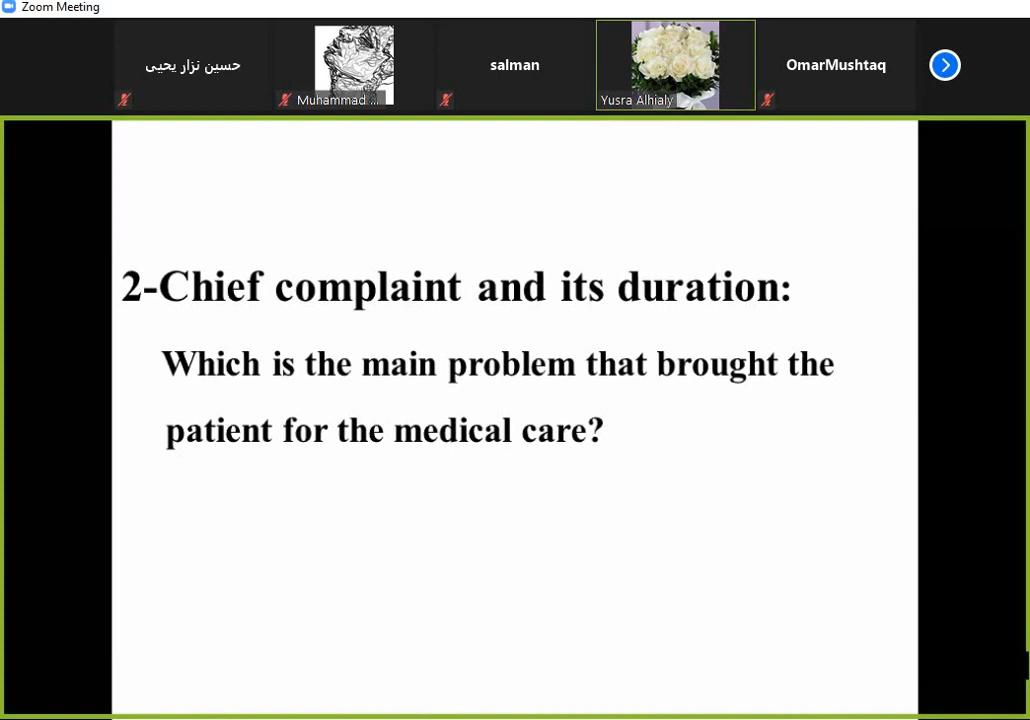 Zoom Meeting
حسين نزار يحيى
Muhammad ...
salman
Yusra Alhialy
OmarMushtaq
2-Chief complaint and its duration:
Which is the main problem that brought the
patient for the medical care?